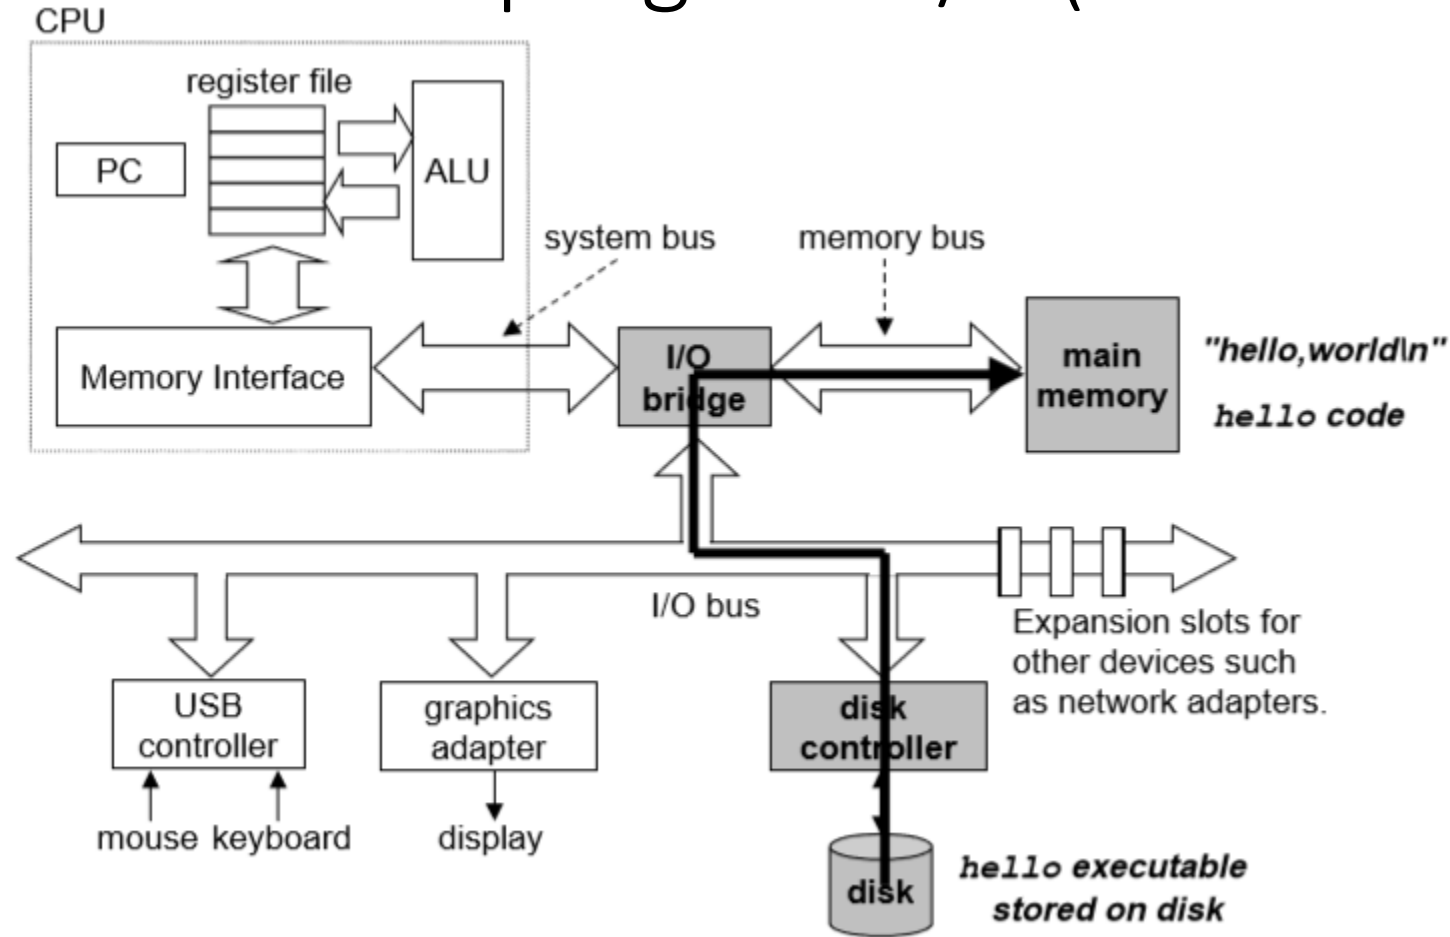 CPU
register file
PC
ALU
system bus
memory bus
Memory Interface
I/O
bridge
main
memory
"hello,world\n"
hello code
I/O bus
Expansion slots for
other devices such
as network adapters.
USB
controller
graphics
adapter
disk
controller
mouse keyboard
display
disk
hello executable
stored on disk